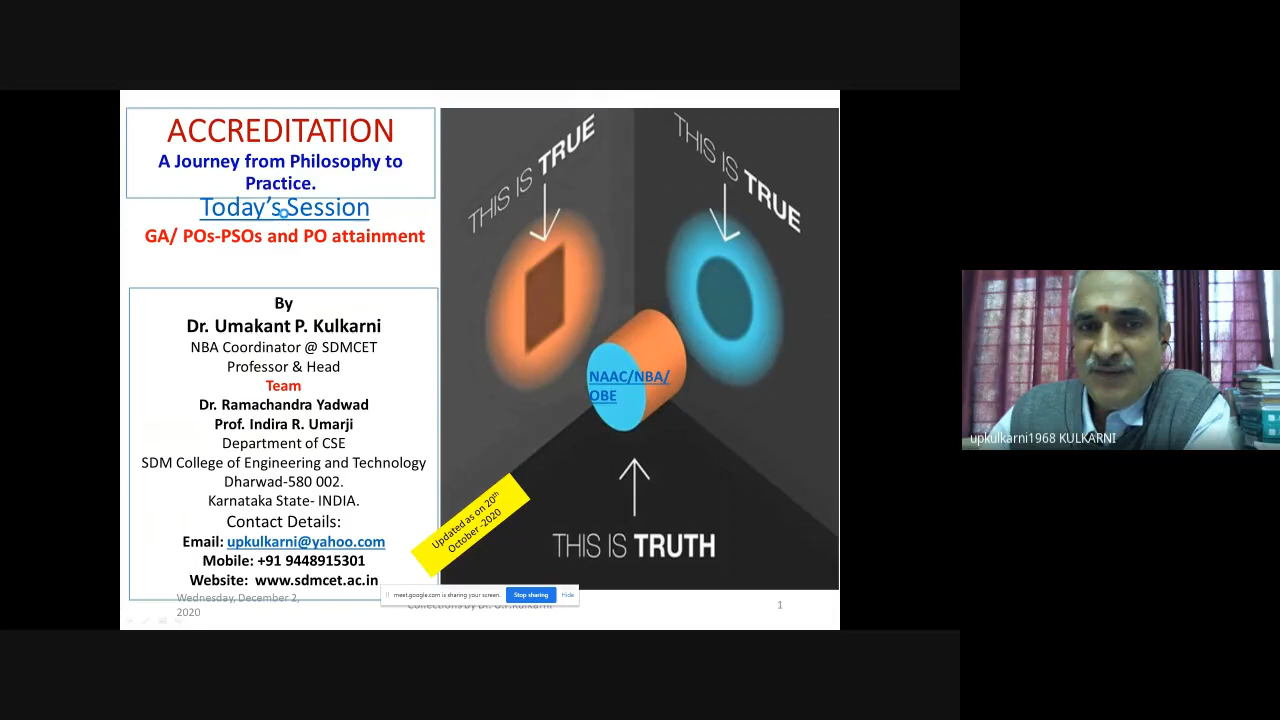 ACCREDITATION
A Journey from Philosophy to
Practice.
Today's Session
GA/ POs-PSOs and PO attainment
By
Dr. Umakant P. Kulkarni
NBA Coordinator @ SDMCET
Professor & Head
Team
Dr. Ramachandra Yadwad
Prof. Indira R. Umarji
Department of CSE
SDM College of Engineering and Technology
Dharwad-580 002.
Karnataka State- INDIA.
Contact Details:
Email: upkulkarni@yahoo.com
Mobile: +91 9448915301
Website: www.sdmcet.ac.in
Wednesday, December 2,
2020
THIS IS TRUE
THIS IS TRUE
NAAC/NBA/
OBE
THIS IS TRUTH
Updated as on 20th
October -2020
meet.google.com is sharing your screen.
Stop sharing
Hide
Collections by Dr. U.P.Kulkarni
1
upkulkarni1968 KULKARNI